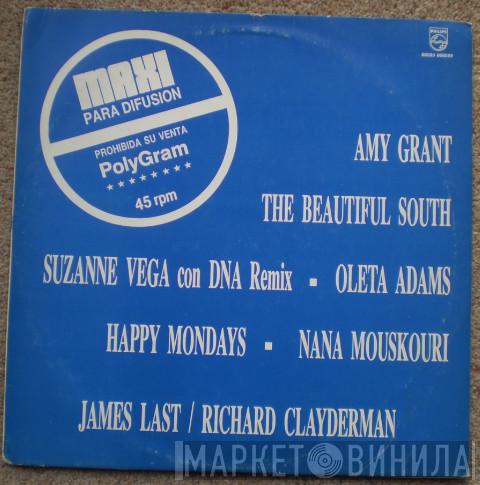 MAXI
PARA DIFUSION
PROHIBIDA SU VENTA
PolyGram
45 rpm
PHILIPS
AMY GRANT
THE BEAUTIFUL SOUTH
SUZANNE VEGA con DNA Remix ▪ OLETA ADAMS
HAPPY MONDAYS ▪ NANA MOUSKOURI
JAMES LAST / RICHARD CLAYDERMAN
МАРКЕТ ВИНИЛА